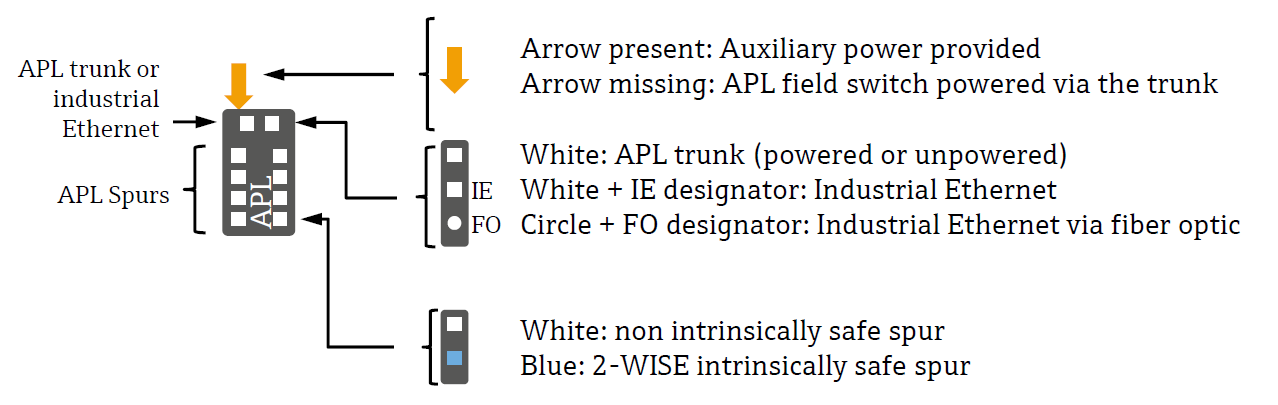 APL trunk or
industrial
Ethernet
APL Spurs
APL
Arrow present: Auxiliary power provided
Arrow missing: APL field switch powered via the trunk
White: APL trunk (powered or unpowered)
IE White + IE designator: Industrial Ethernet
FO Circle + FO designator: Industrial Ethernet via fiber optic
White: non intrinsically safe spur
Blue: 2-WISE intrinsically safe spur